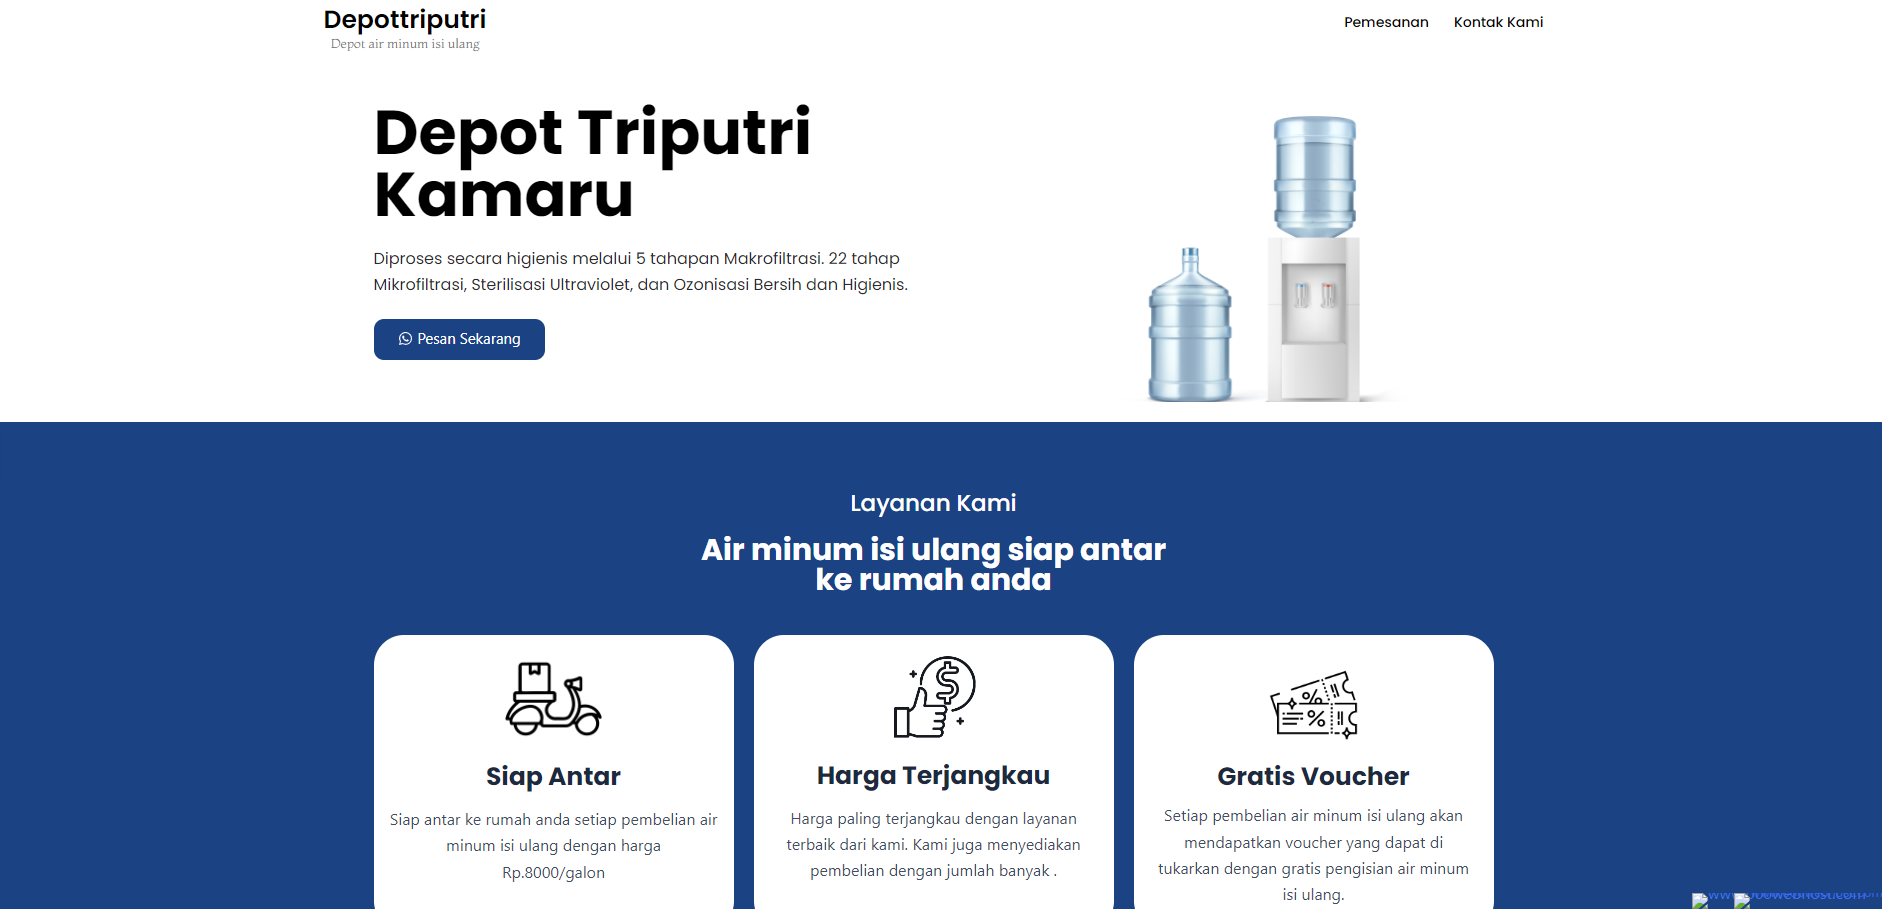 Depottriputri
Depot air minum isi ulang
Pemesanan
Kontak Kami
Depot Triputri
Kamaru
Diproses secara higienis melalui 5 tahapan Makrofiltrasi. 22 tahap
Mikrofiltrasi, Sterilisasi Ultraviolet, dan Ozonisasi Bersih dan Higienis.
Pesan Sekarang
Layanan Kami
Air minum isi ulang siap antar
ke rumah anda
Siap Antar
Siap antar ke rumah anda setiap pembelian air
minum isi ulang dengan harga
Rp.8000/galon
Harga Terjangkau
Harga paling terjangkau dengan layanan
terbaik dari kami. Kami juga menyediakan
pembelian dengan jumlah banyak .
Gratis Voucher
Setiap pembelian air minum isi ulang akan
mendapatkan voucher yang dapat di
tukarkan dengan gratis pengisian air minum
isi ulang.